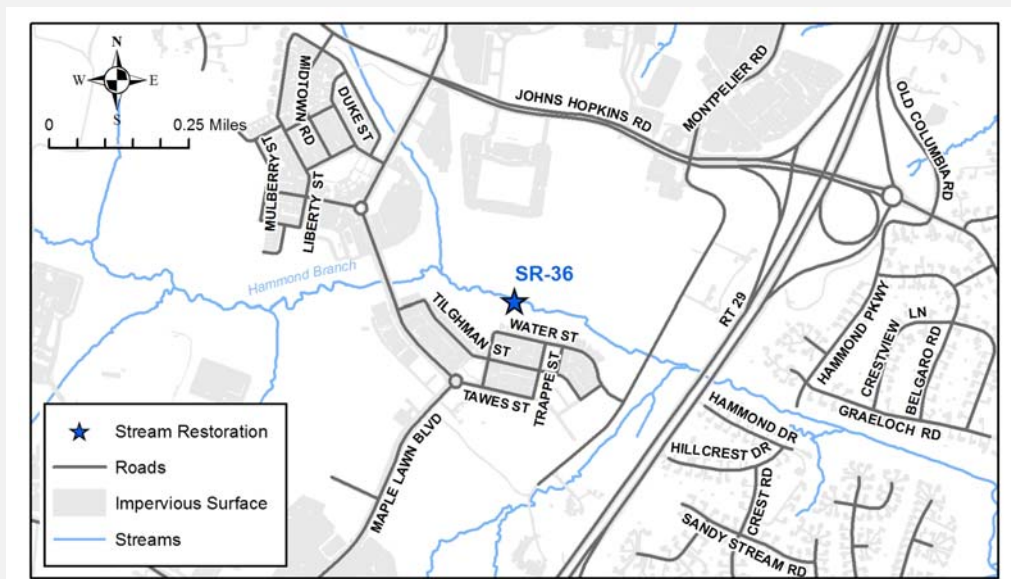 N
W E
S
0 0.25 Miles
MIDTOWN RD
DUKE ST
MULBERRY ST
LIBERTY ST
JOHNS HOPKINS RD
MONTPELIER RD
OLD COLUMBIA RD
Hammond Branch
SR-36
TILGHMAN ST
WATER ST
TRAPPE ST
TAWES ST
MAPLE LAWN BLVD
RT 29
HAMMOND PKWY
CRESTVIEW LN
BELGARO RD
GRAELOCH RD
HAMMOND DR
HILLCREST DR
CREST RD
SANDY STREAM RD
Stream Restoration
Roads
Impervious Surface
Streams